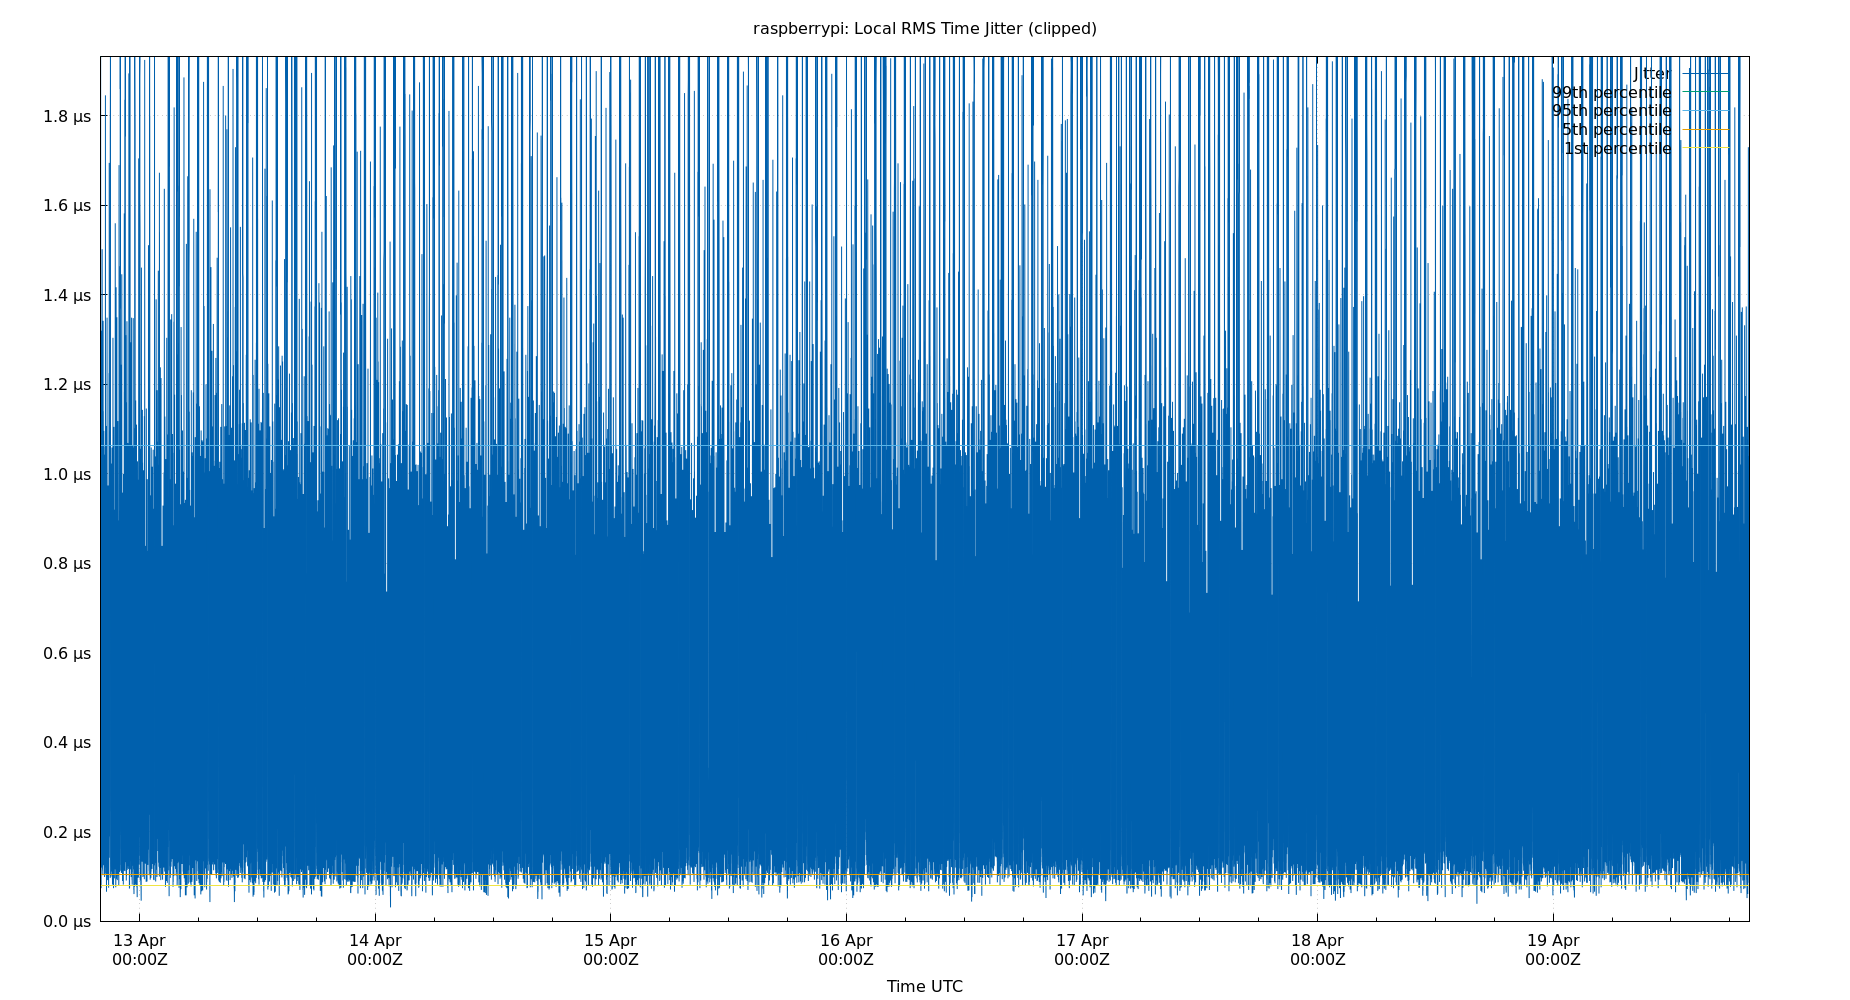 raspberrypi: Local RMS Time Jitter (clipped)
Jitter
99th percentile
95th percentile
5th percentile
1st percentile
1.8 µs
1.6 µs
1.4 µs
1.2 µs
1.0 µs
0.8 µs
0.6 µs
0.4 µs
0.2 µs
0.0 µs
13 Apr 14 Apr 15 Apr 16 Apr 17 Apr 18 Apr 19 Apr
00:00Z 00:00Z 00:00Z 00:00Z 00:00Z 00:00Z 00:00Z
Time UTC